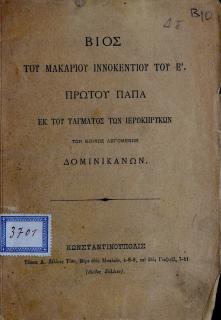 ΒΙΟΣ
ΤΟΥ ΜΑΚΑΡΙΟΥ ΙΝΝΟΚΕΝΤΙΟΥ ΤΟΥ Ε'.
ΠΡΩΤΟΥ ΠΑΠΑ
ΕΚ ΤΟΥ ΤΑΓΜΑΤΟΣ ΤΩΝ ΙΕΡΟΚΗΡΥΚΩΝ
ΤΩΝ ΚΟΙΝΩΣ ΛΕΓΟΜΕΝΩΝ
ΔΟΜΙΝΙΚΑΝΩΝ.
3701
ΚΩΝΣΤΑΝΤΙΝΟΥΠΟΛΙΣ